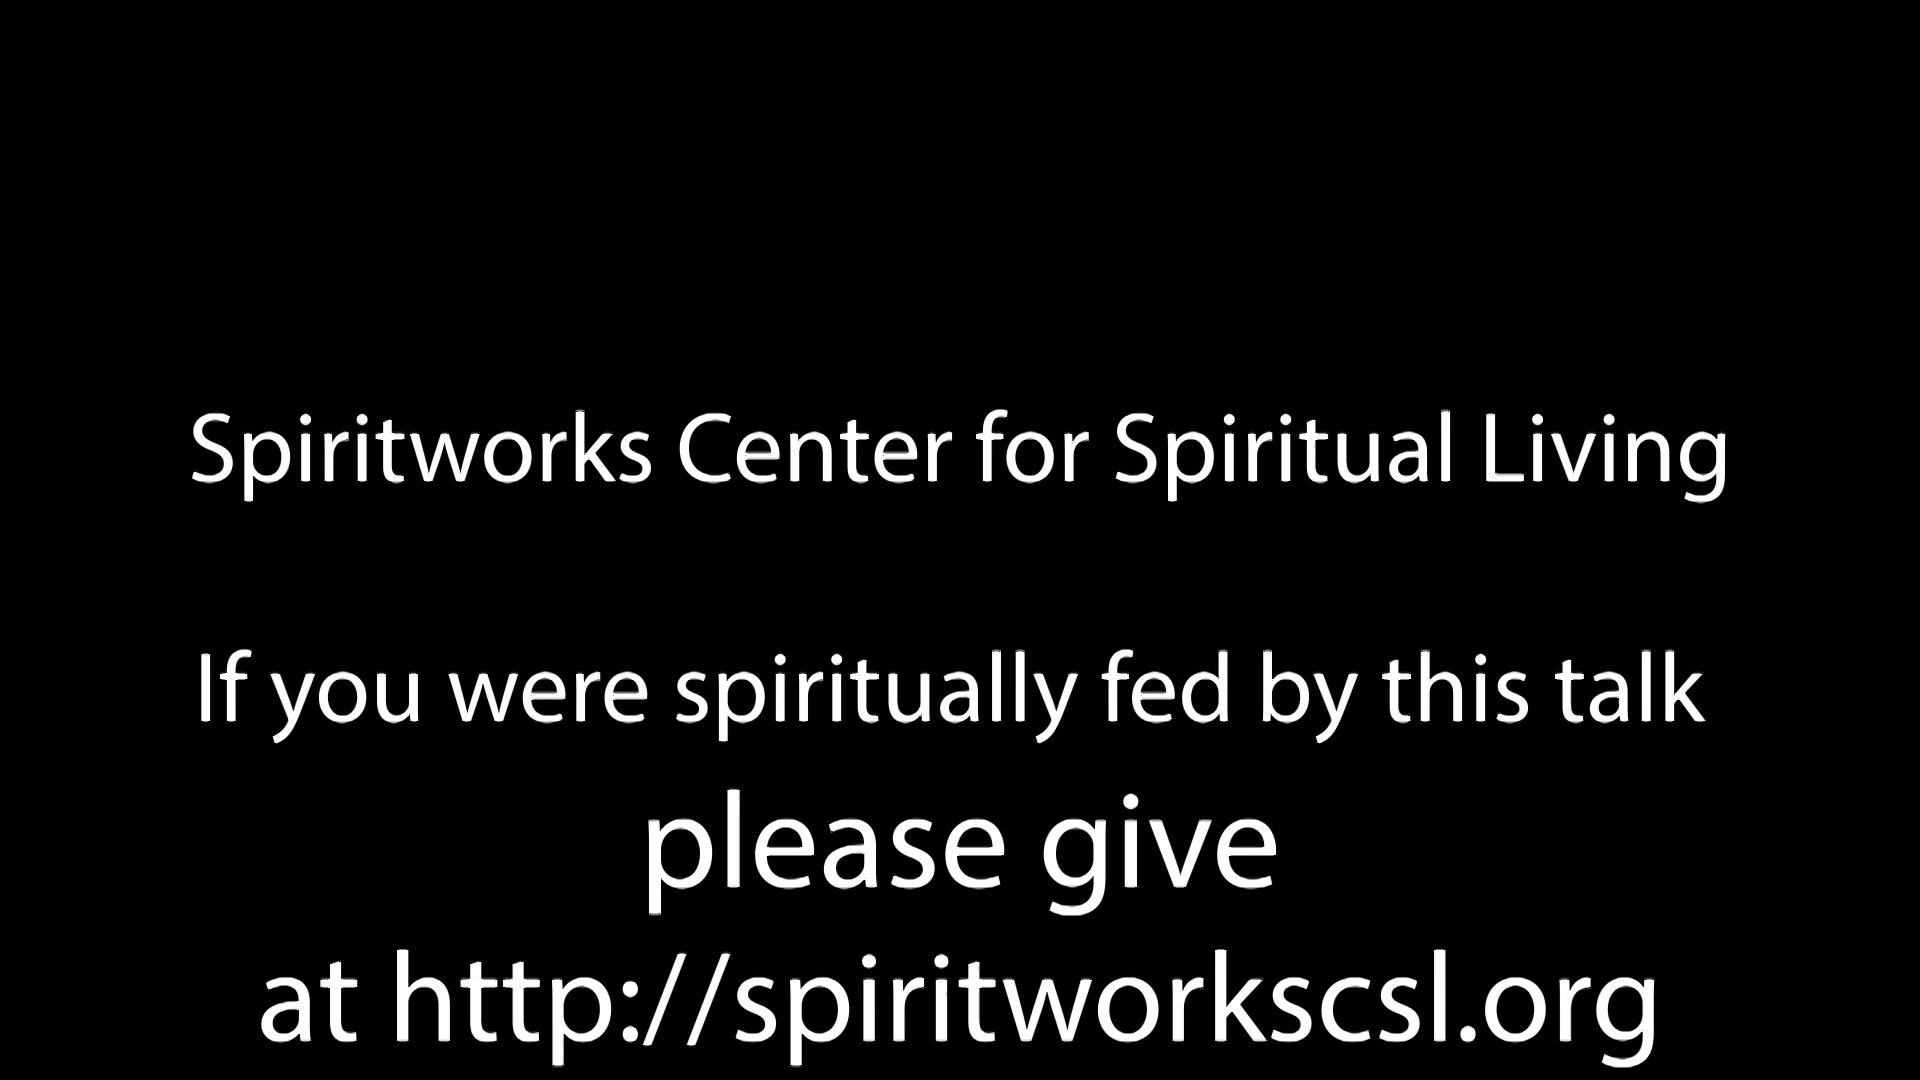 Spiritworks Center for Spiritual Living
If you were spiritually fed by this talk
please give
at http://spiritworkscsl.org